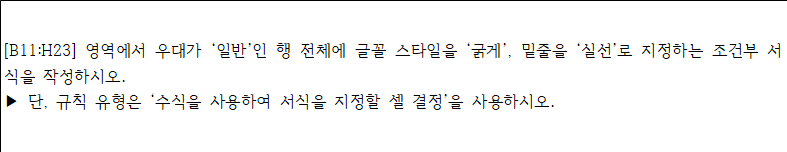 [B11:H23] 영역에서 우대가 '일반'인 행 전체에 글꼴 스타일을 '굵게', 밑줄을 '실선'로 지정하는 조건부 서
식을 작성하시오.
▶ 단, 규칙 유형은 '수식을 사용하여 서식을 지정할 셀 결정'을 사용하시오.